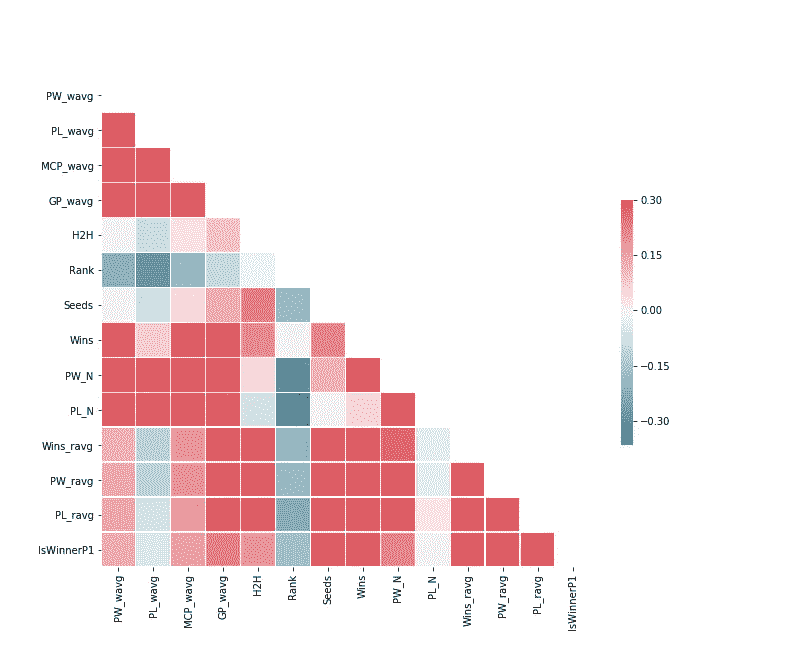 PW_wavg
PL_wavg
MCP_wavg
GP_wavg
H2H
Rank
Seeds
Wins
PW_N
PL_N
Wins_ravg
PW_ravg
PL_ravg
IsWinnerP1
PW_wavg
PL_wavg
MCP_wavg
GP_wavg
H2H
Rank
Seeds
Wins
PW_N
PL_N
Wins_ravg
PW_ravg
PL_ravg
IsWinnerP1
0.30
0.15
0.00
−0.15
−0.30